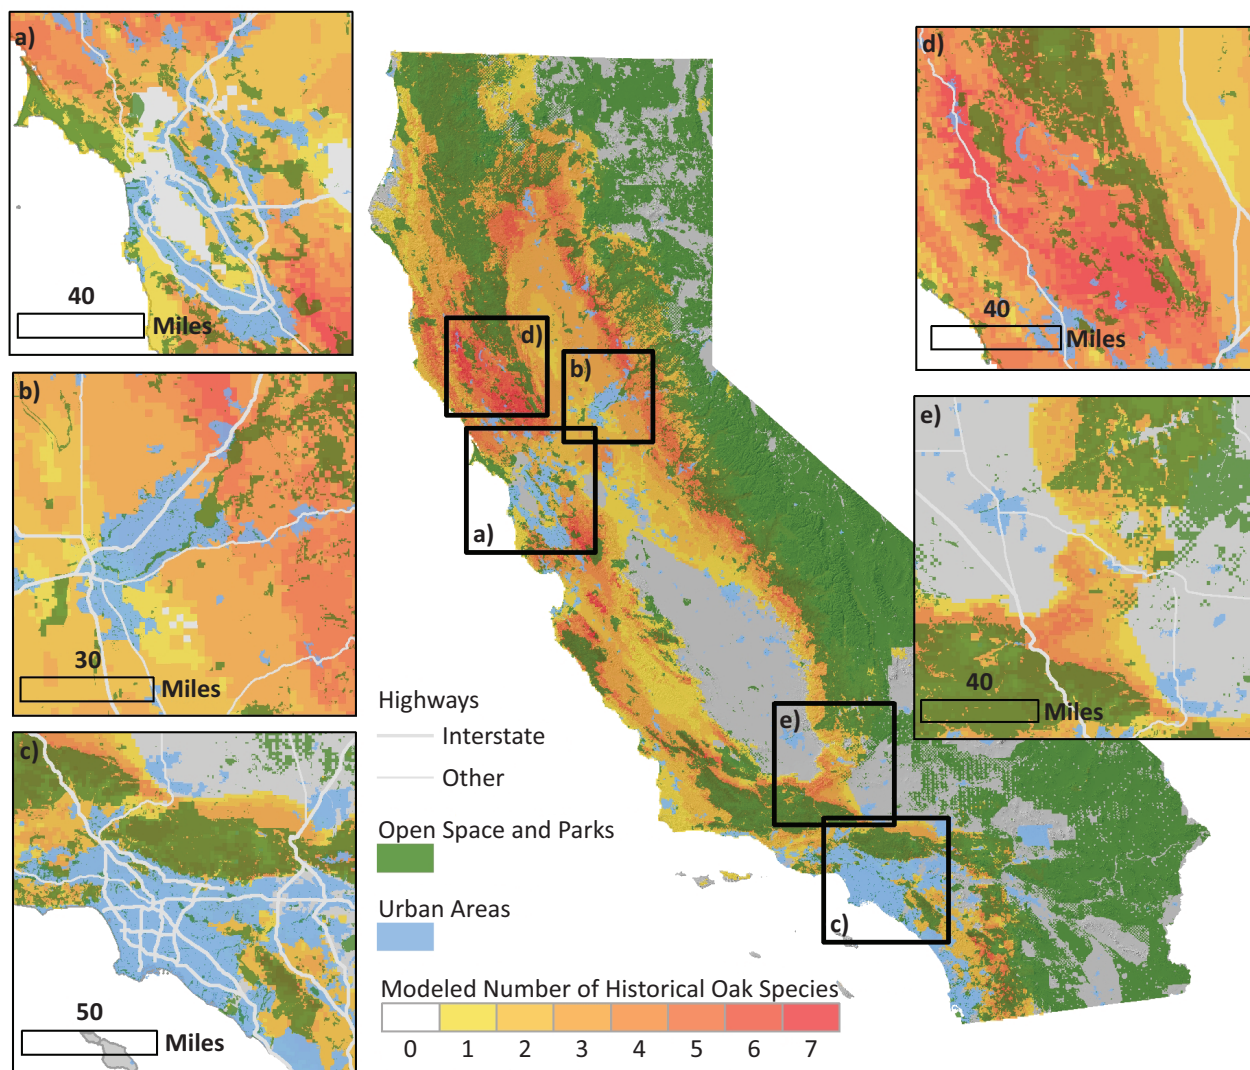 a)
40
Miles
b)
30
Miles
c)
50
Miles
d)
b)
a)
e)
c)
Highways
Interstate
Other
Open Space and Parks
Urban Areas
Modeled Number of Historical Oak Species
0 1 2 3 4 5 6 7
d)
40
Miles
e)
40
Miles